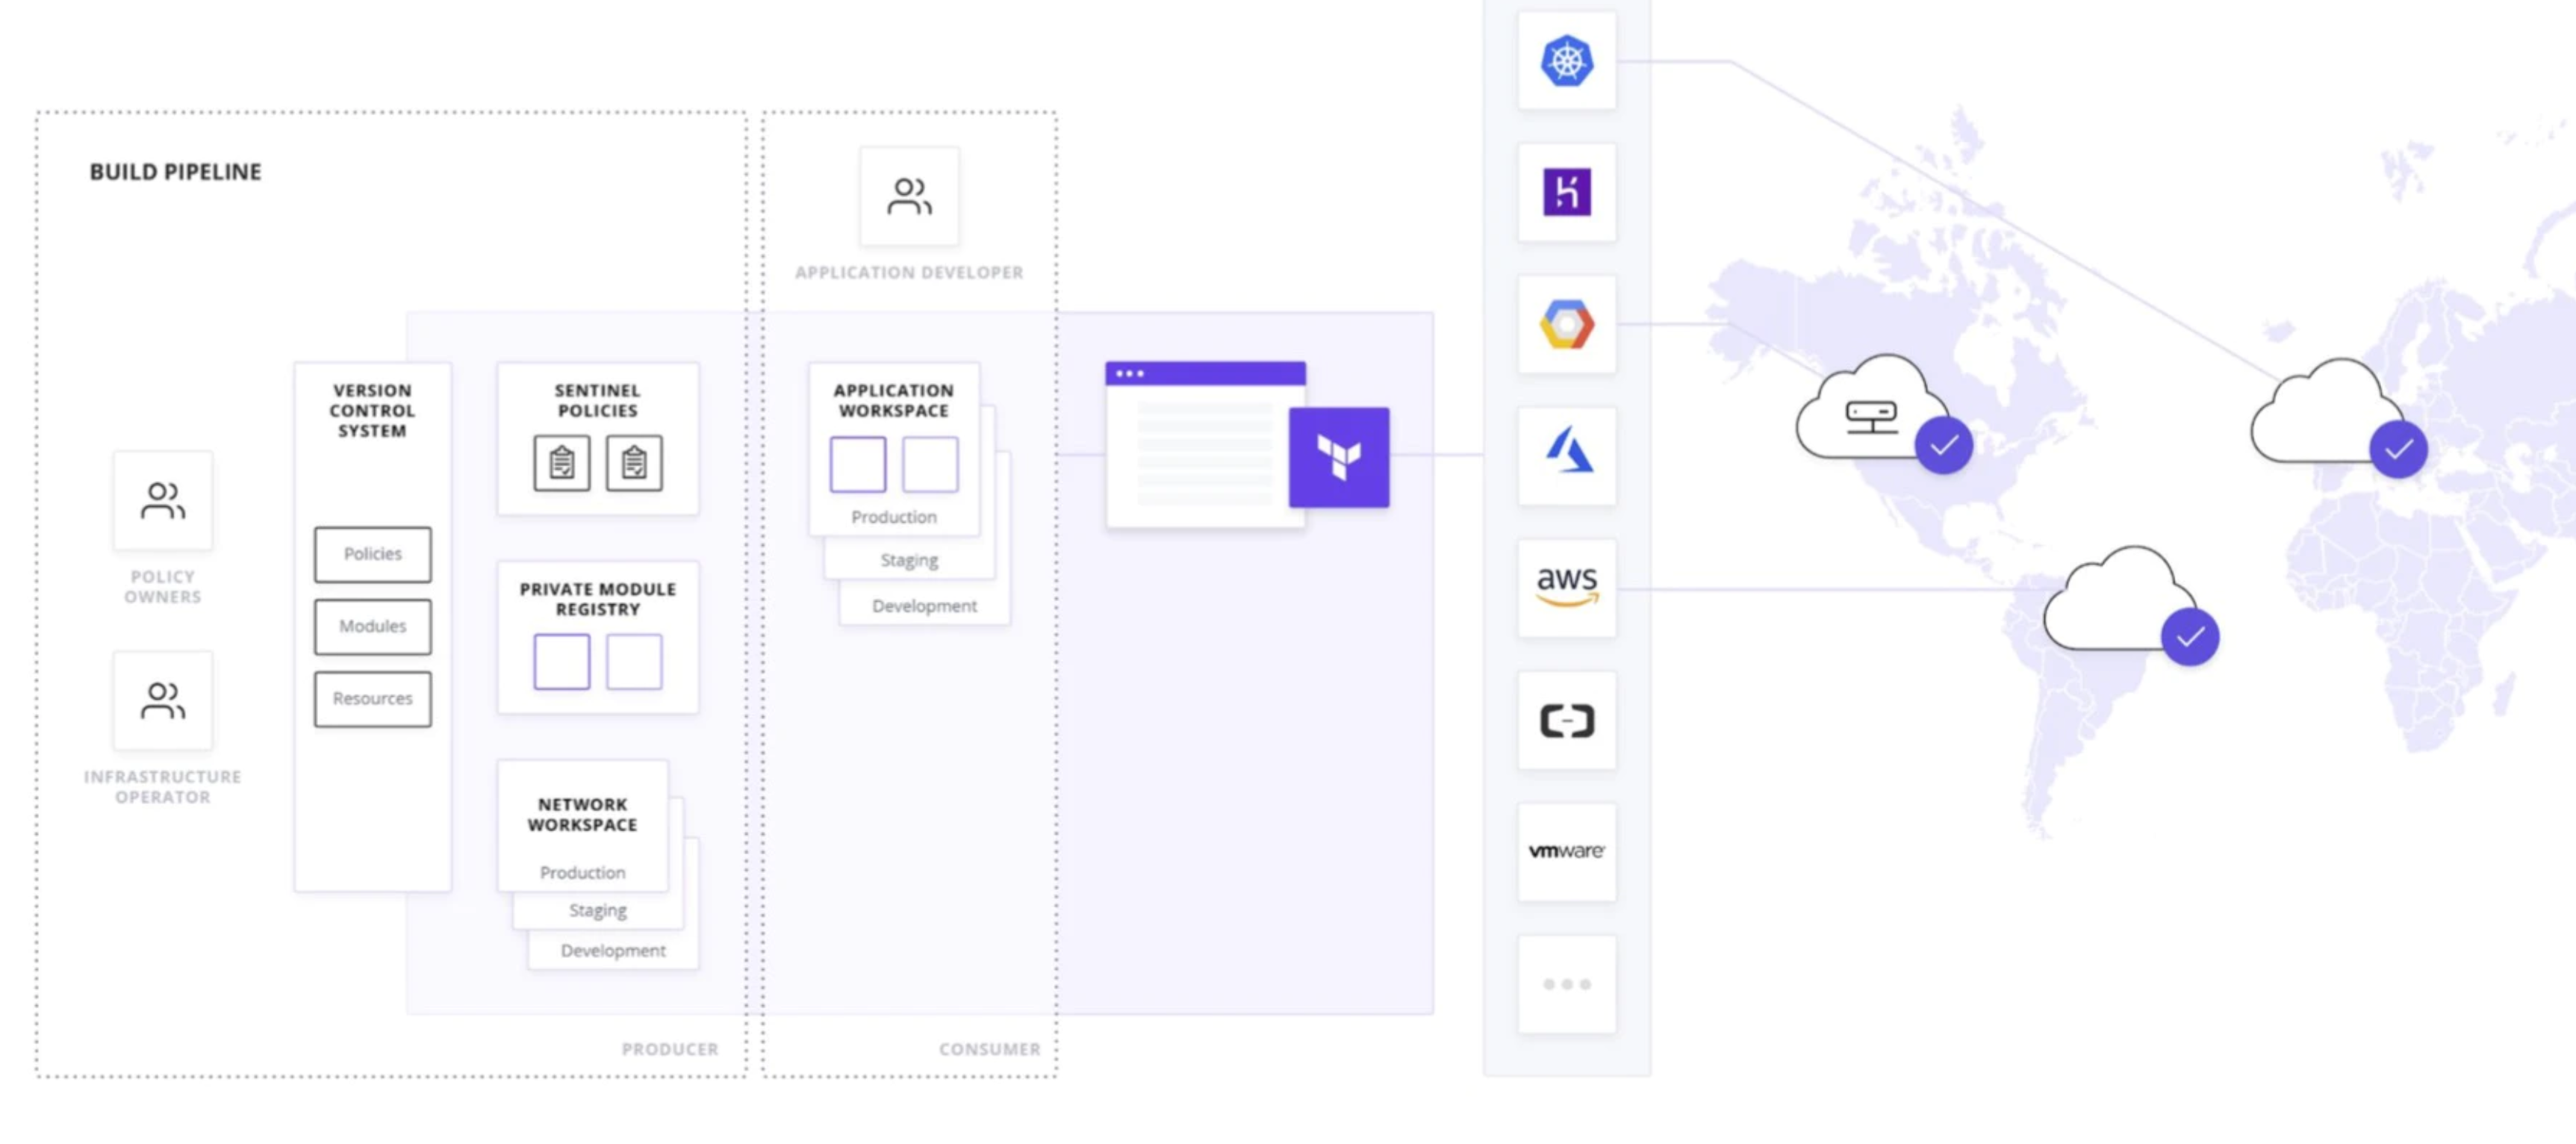 BUILD PIPELINE
POLICY
OWNERS
INFRASTRUCTURE
OPERATOR
VERSION
CONTROL
SYSTEM
Policies
Modules
Resources
SENTINEL
POLICIES
PRIVATE MODULE
REGISTRY
NETWORK
WORKSPACE
Production
Staging
Development
PRODUCER
APPLICATION DEVELOPER
APPLICATION
WORKSPACE
Production
Staging
Development
CONSUMER
aws
vmware